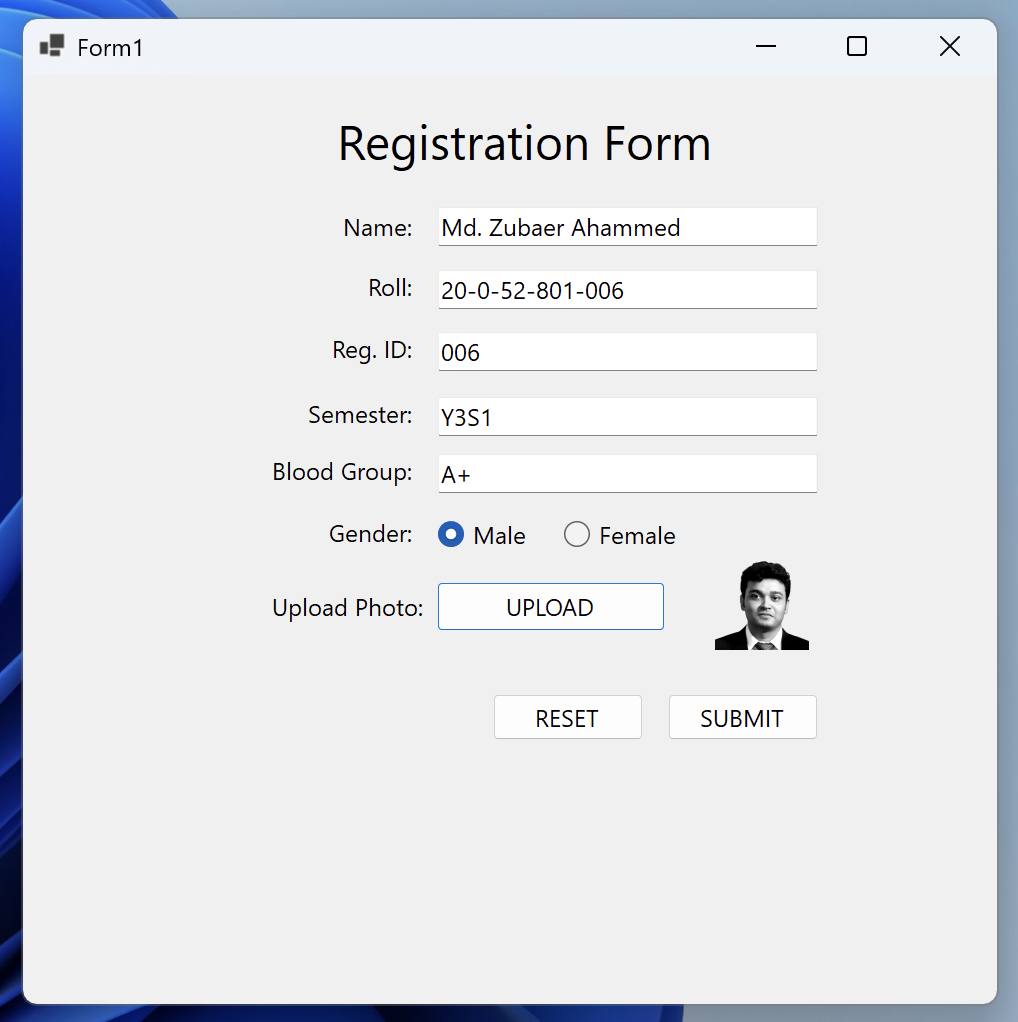 Form1
Registration Form
Name: Md. Zubaer Ahammed
Roll: 20-0-52-801-006
Reg. ID: 006
Semester: Y3S1
Blood Group: A+
Gender: Male Female
Upload Photo: UPLOAD
RESET SUBMIT